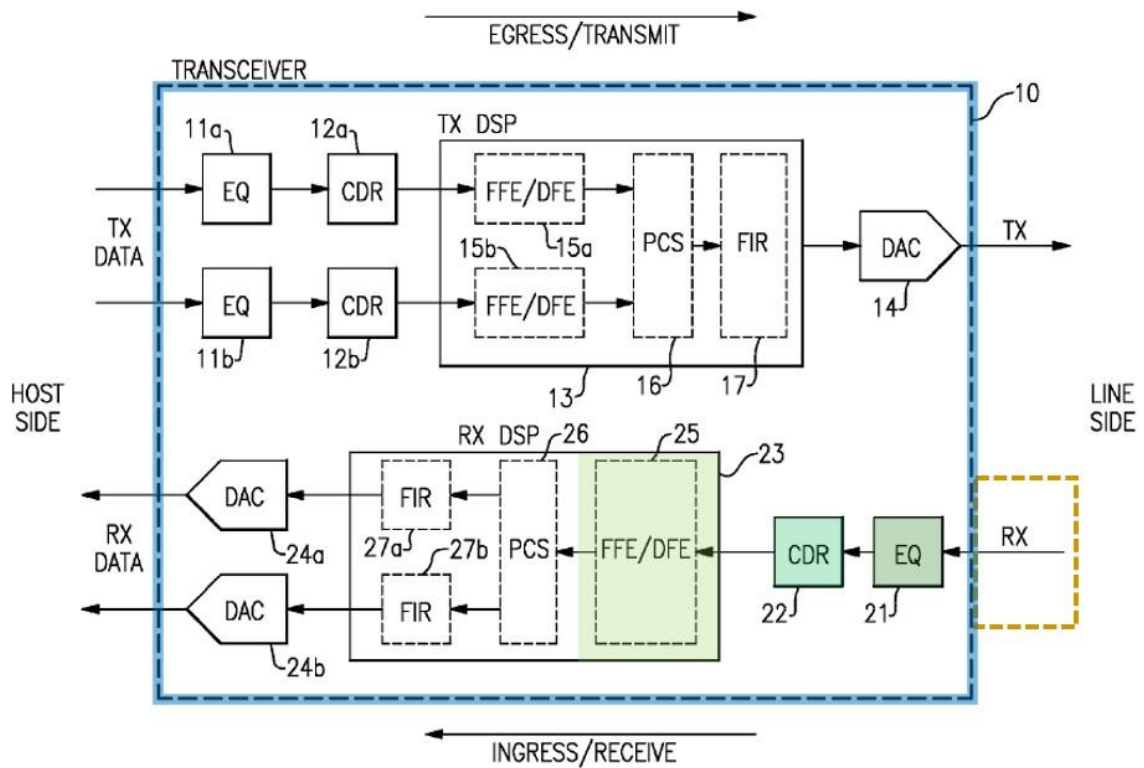 EGRESS/TRANSMIT
TRANSCEIVER
10
11a
12a
TX DSP
EQ
CDR
FFE/DFE
15a
TX
DATA
15b
PCS
FIR
DAC
TX
14
EQ
CDR
FFE/DFE
11b
12b
13
16
17
HOST
SIDE
LINE
SIDE
RX DSP
26
25
23
DAC
FIR
24a
27a
RX
DATA
27b
PCS
FFE/DFE
CDR
EQ
RX
22
21
DAC
FIR
24b
INGRESS/RECEIVE